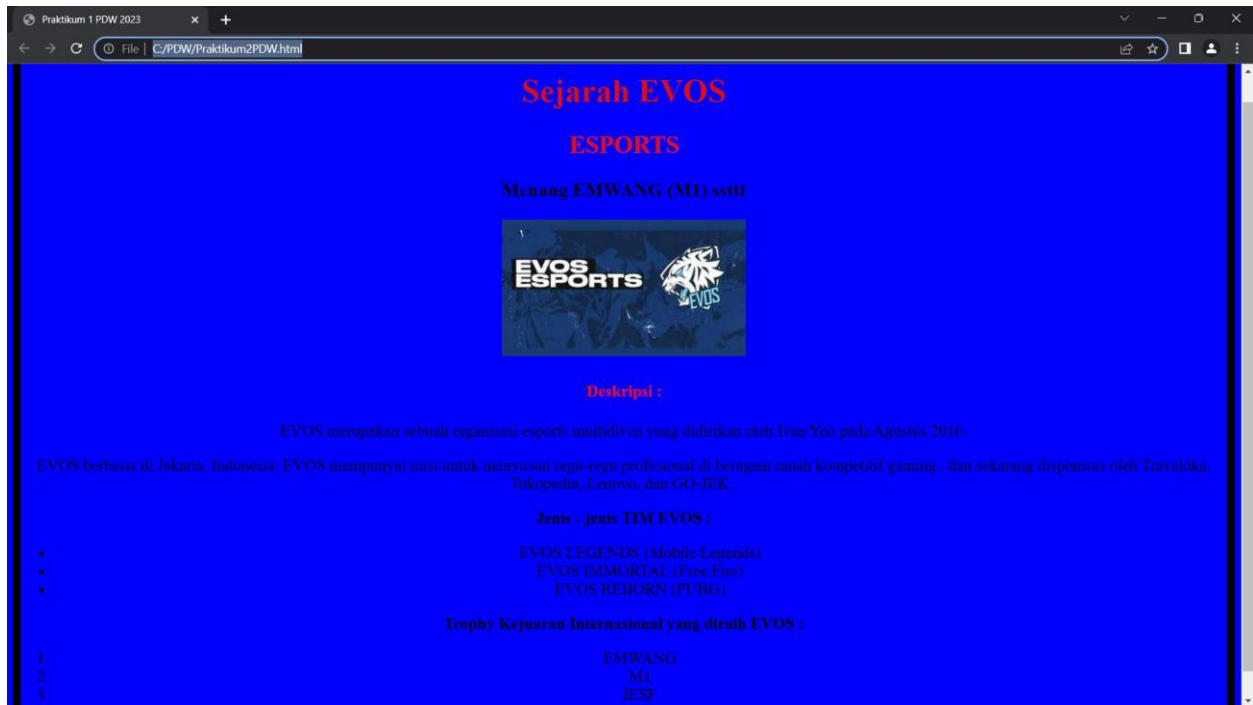 Praktikum 1 PDW 2023
File | C:/PDW/Praktikum2PDW.html
Sejarah EVOS
ESPORTS
Menang EMWANG (M1) ssttt
EVOS
ESPORTS
EVOS
Deskripsi :
EVOS merupakan sebuah organisasi esports multidivisi yang didirikan oleh Ivan Yeo pada Agustus 2016.
EVOS berbasis di Jakarta, Indonesia. EVOS mempunyai misi untuk menyusun regu-regu profesional di beragam ranah kompetitif gaming , dan sekarang disponsori oleh Traveloka,
Tokopedia, Lenovo, dan GO-JEK..
Jenis - jenis TIM EVOS :
• EVOS LEGENDS (Mobile Legends)
• EVOS IMMORTAL (Free Fire)
• EVOS REBORN (PUBG)
Trophy Kejuaran Internasional yang diraih EVOS :
1. EMWANG
2. M1
3. IESF